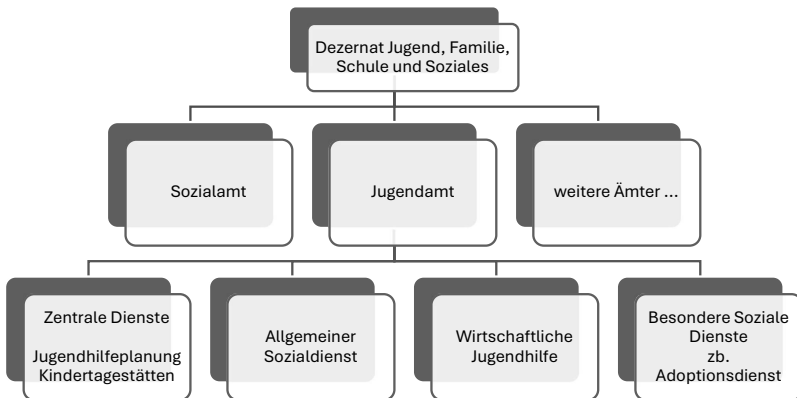 Dezernat Jugend, Familie,
Schule und Soziales
Sozialamt
Jugendamt
weitere Ämter ...
Zentrale Dienste
Jugendhilfeplanung
Kindertagestätten
Allgemeiner
Sozialdienst
Wirtschaftliche
Jugendhilfe
Besondere Soziale
Dienste
zb.
Adoptionsdienst